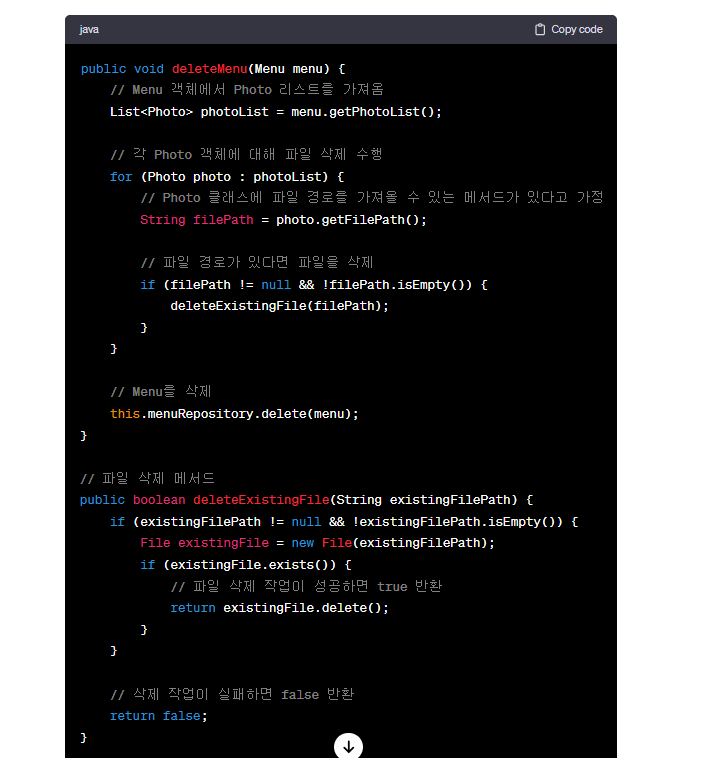 java
Copy code
public void deleteMenu(Menu menu) {
// Menu 객체에서 Photo 리스트를 가져옴
List<Photo> photoList = menu.getPhotoList();
// 각 Photo 객체에 대해 파일 삭제 수행
for (Photo photo : photoList) {
// Photo 클래스에 파일 경로를 가져올 수 있는 메서드가 있다고 가정
String filePath = photo.getFilePath();
// 파일 경로가 있다면 파일을 삭제
if (filePath != null && !filePath.isEmpty()) {
deleteExistingFile(filePath);
}
}
// Menu를 삭제
this.menuRepository.delete(menu);
}
// 파일 삭제 메서드
public boolean deleteExistingFile(String existingFilePath) {
if (existingFilePath != null && !existingFilePath.isEmpty()) {
File existingFile = new File(existingFilePath);
if (existingFile.exists()) {
// 파일 삭제 작업이 성공하면 true 반환
return existingFile.delete();
}
}
// 삭제 작업이 실패하면 false 반환
return false;
}